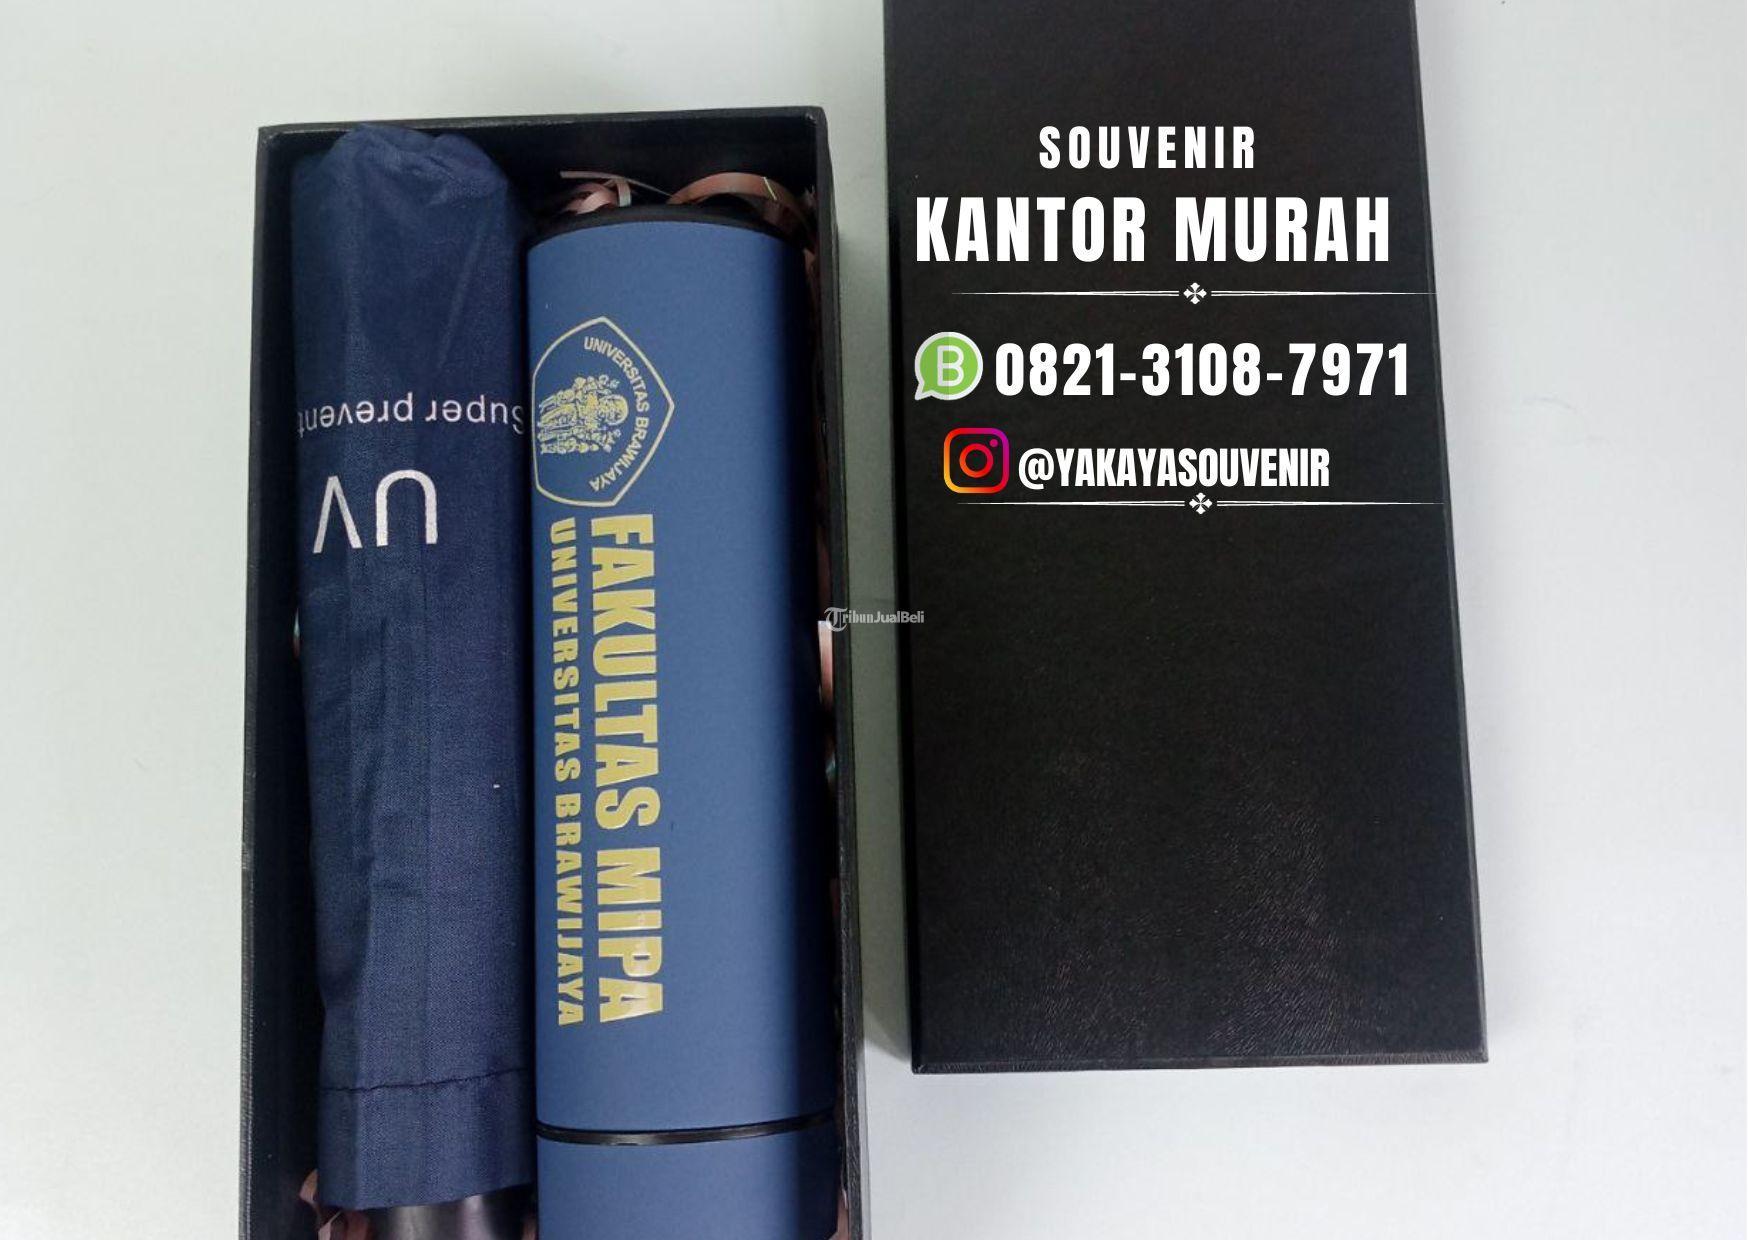 SOUVENIR
KANTOR MURAH
0821-3108-7971
@YAKAYASOUVENIR
Super prevent
UV
UNIVERSITAS BRAWIJAYA
FAKULTAS MIPA
UNIVERSITAS BRAWIJAYA
TribunJualBeli